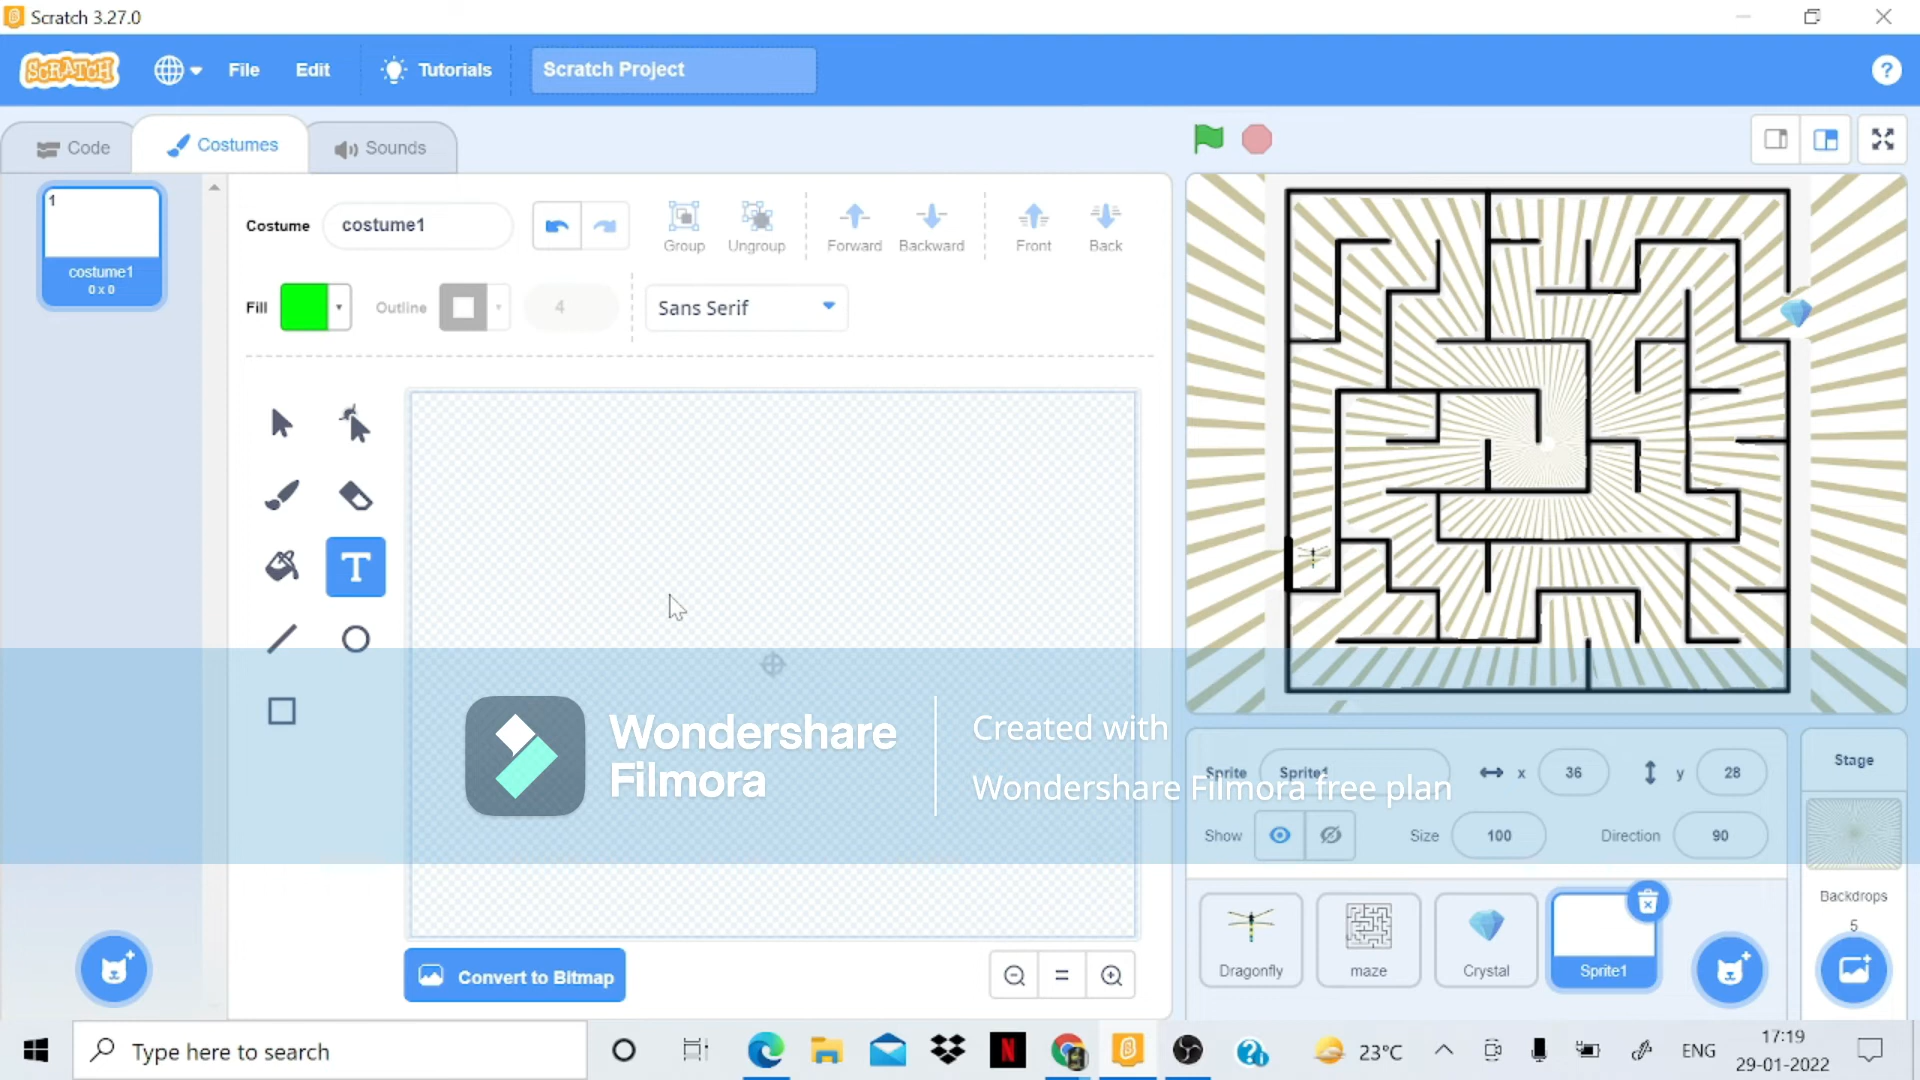 Scratch 3.27.0
SCRATCH
File
Edit
Tutorials
Scratch Project
?
Code
Costumes
Sounds
1
costume1
0 x 0
Costume
costume1
Group
Ungroup
Forward
Backward
Front
Back
Fill
Outline
4
Sans Serif
T
Convert to Bitmap
Wondershare
Filmora
Created with
Wondershare Filmora free plan
Sprite
Sprite1
x
36
y
28
Show
Size
100
Direction
90
Stage
Backdrops
5
Dragonfly
maze
Crystal
Sprite1
Type here to search
N
23°C
ENG
17:19
29-01-2022